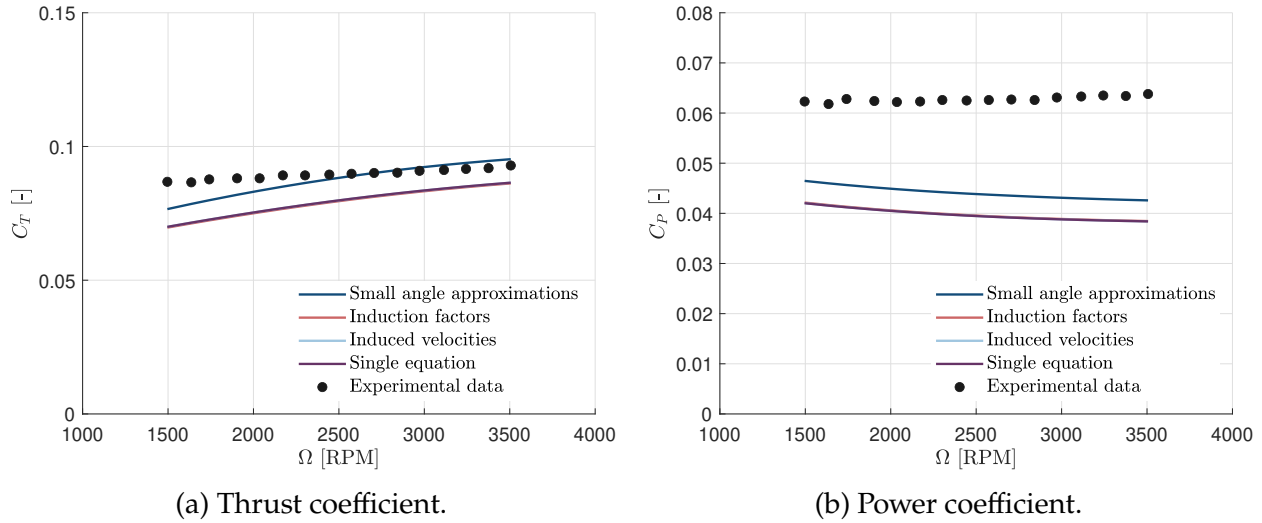 0.15
0.1
0.05
0
C_T [-]
1000 1500 2000 2500 3000 3500 4000
Ω [RPM]
Small angle approximations
Induction factors
Induced velocities
Single equation
Experimental data
(a) Thrust coefficient.
0.08
0.07
0.06
0.05
0.04
0.03
0.02
0.01
0
C_P [-]
1000 1500 2000 2500 3000 3500 4000
Ω [RPM]
Small angle approximations
Induction factors
Induced velocities
Single equation
Experimental data
(b) Power coefficient.